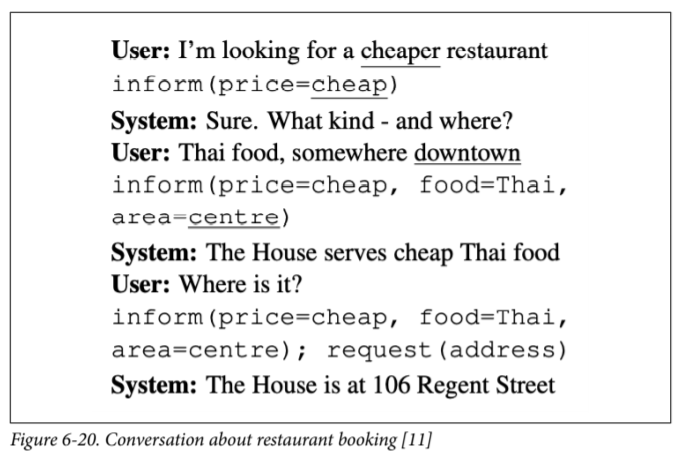 User: I'm looking for a cheaper restaurant
inform(price=cheap)
System: Sure. What kind - and where?
User: Thai food, somewhere downtown
inform(price=cheap, food=Thai,
area=centre)
System: The House serves cheap Thai food
User: Where is it?
inform(price=cheap, food=Thai,
area=centre); request(address)
System: The House is at 106 Regent Street
Figure 6-20. Conversation about restaurant booking [11]